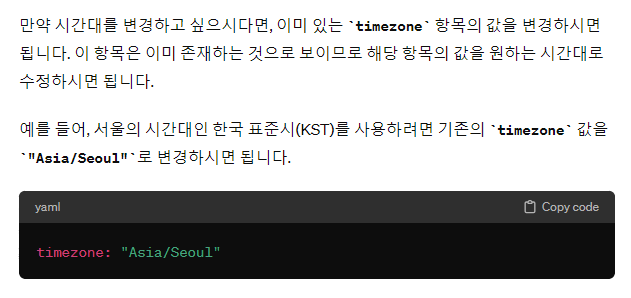 만약 시간대를 변경하고 싶으시다면, 이미 있는 `timezone` 항목의 값을 변경하시면
됩니다. 이 항목은 이미 존재하는 것으로 보이므로 해당 항목의 값을 원하는 시간대로
수정하시면 됩니다.
예를 들어, 서울의 시간대인 한국 표준시(KST)를 사용하려면 기존의 `timezone` 값을
`"Asia/Seoul"`로 변경하시면 됩니다.
yaml Copy code
timezone: "Asia/Seoul"